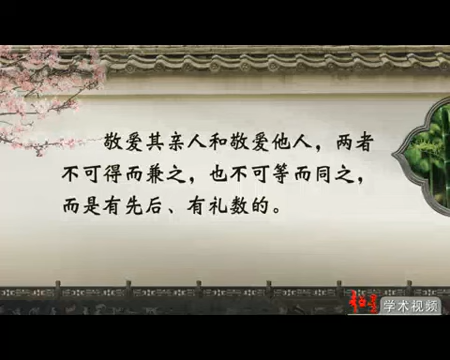 敬爱其亲人和敬爱他人，两者
不可得而兼之，也不可等而同之，
而是有先后、有礼数的。
超星学术视频